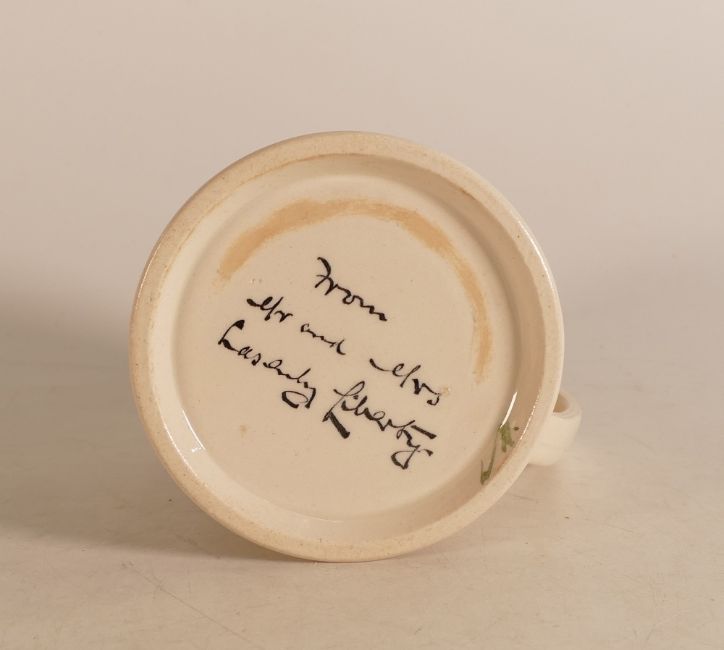 From
Mr and Mrs
Lasenby Liberty.